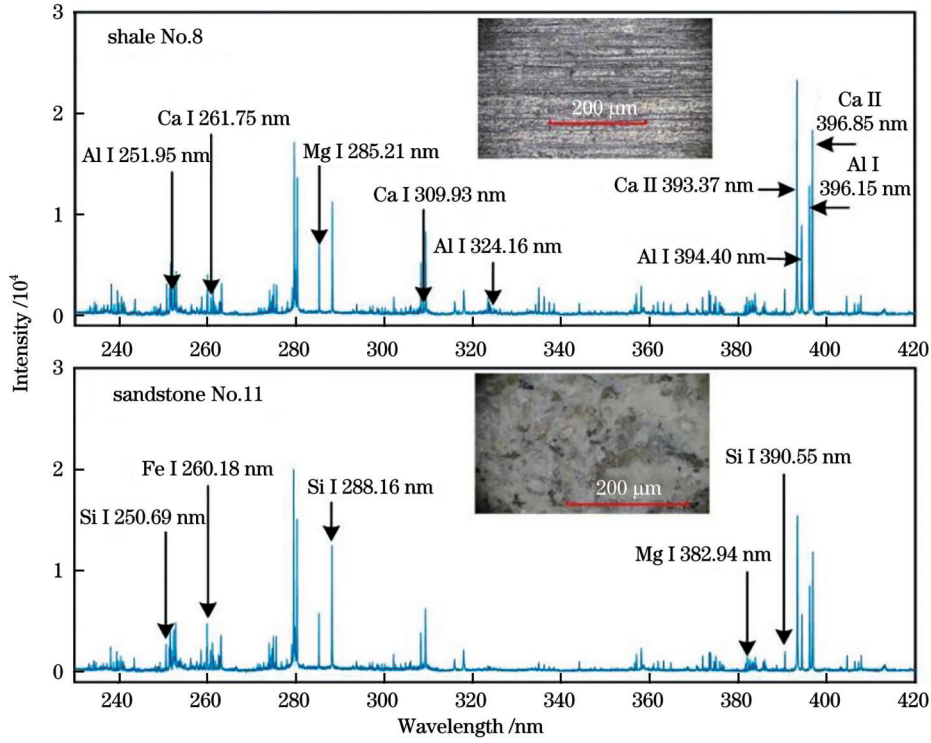 3
shale No.8
200 μm
Ca I 261.75 nm
Ca II
396.85 nm
2
Al I 251.95 nm
Mg I 285.21 nm
Al I
396.15 nm
Ca I 309.93 nm
Ca II 393.37 nm
1
Al I 324.16 nm
Al I 394.40 nm
0
240 260 280 300 320 340 360 380 400 420
Intensity /10⁴
3
sandstone No.11
200 μm
Fe I 260.18 nm
Si I 390.55 nm
2
Si I 288.16 nm
Si I 250.69 nm
Mg I 382.94 nm
1
0
240 260 280 300 320 340 360 380 400 420
Wavelength /nm